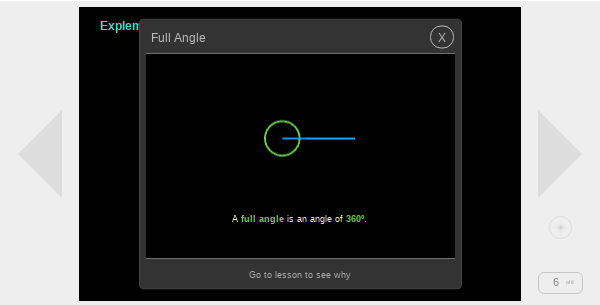 Explem
Full Angle
X
A full angle is an angle of 360º.
Go to lesson to see why
6